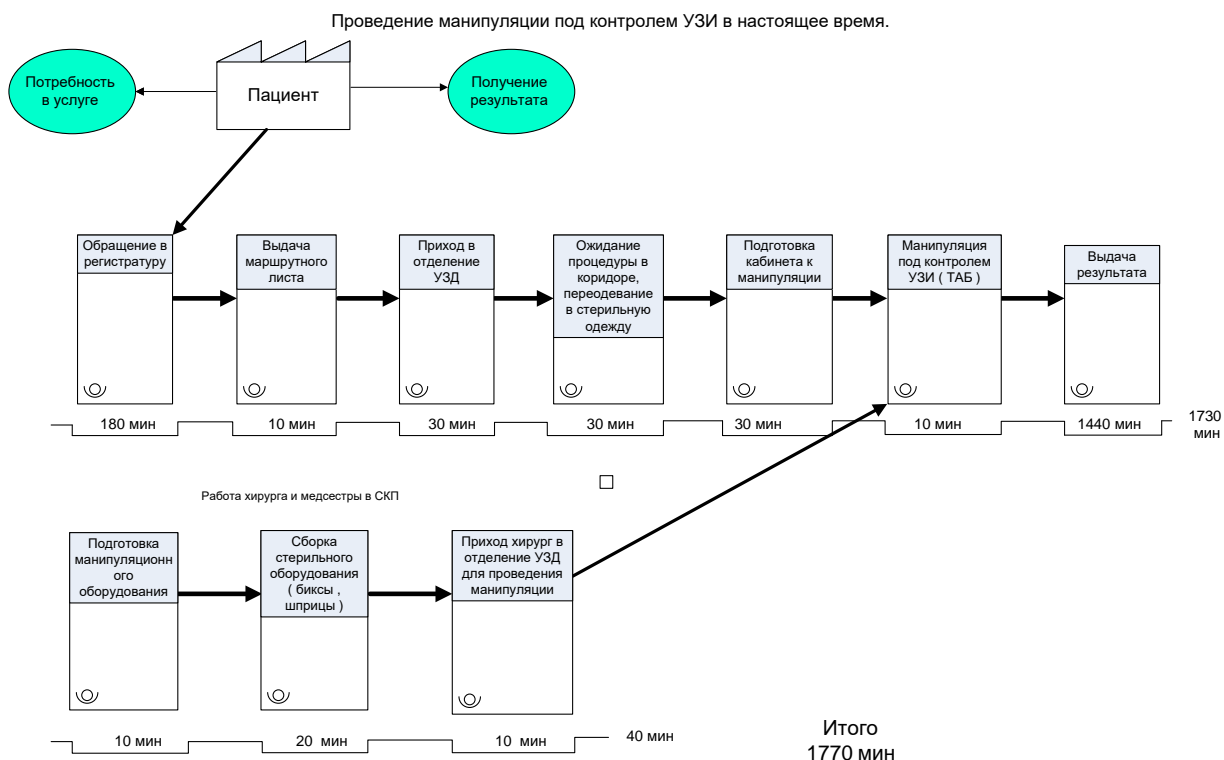 Проведение манипуляции под контролем УЗИ в настоящее время.
Потребность
в услуге
Пациент
Получение
результата
Обращение в
регистратуру
Выдача
маршрутного
листа
Приход в
отделение
УЗД
Ожидание
процедуры в
коридоре,
переодевание
в стерильную
одежду
Подготовка
кабинета к
манипуляции
Манипуляция
под контролем
УЗИ ( ТАБ )
Выдача
результата
180 мин
10 мин
30 мин
30 мин
30 мин
10 мин
1440 мин
1730
мин
Работа хирурга и медсестры в СКП
Подготовка
манипуляционн
ого
оборудования
Сборка
стерильного
оборудования
( биксы ,
шприцы )
Приход хирург в
отделение УЗД
для проведения
манипуляции
10 мин
20 мин
10 мин
40 мин
Итого
1770 мин